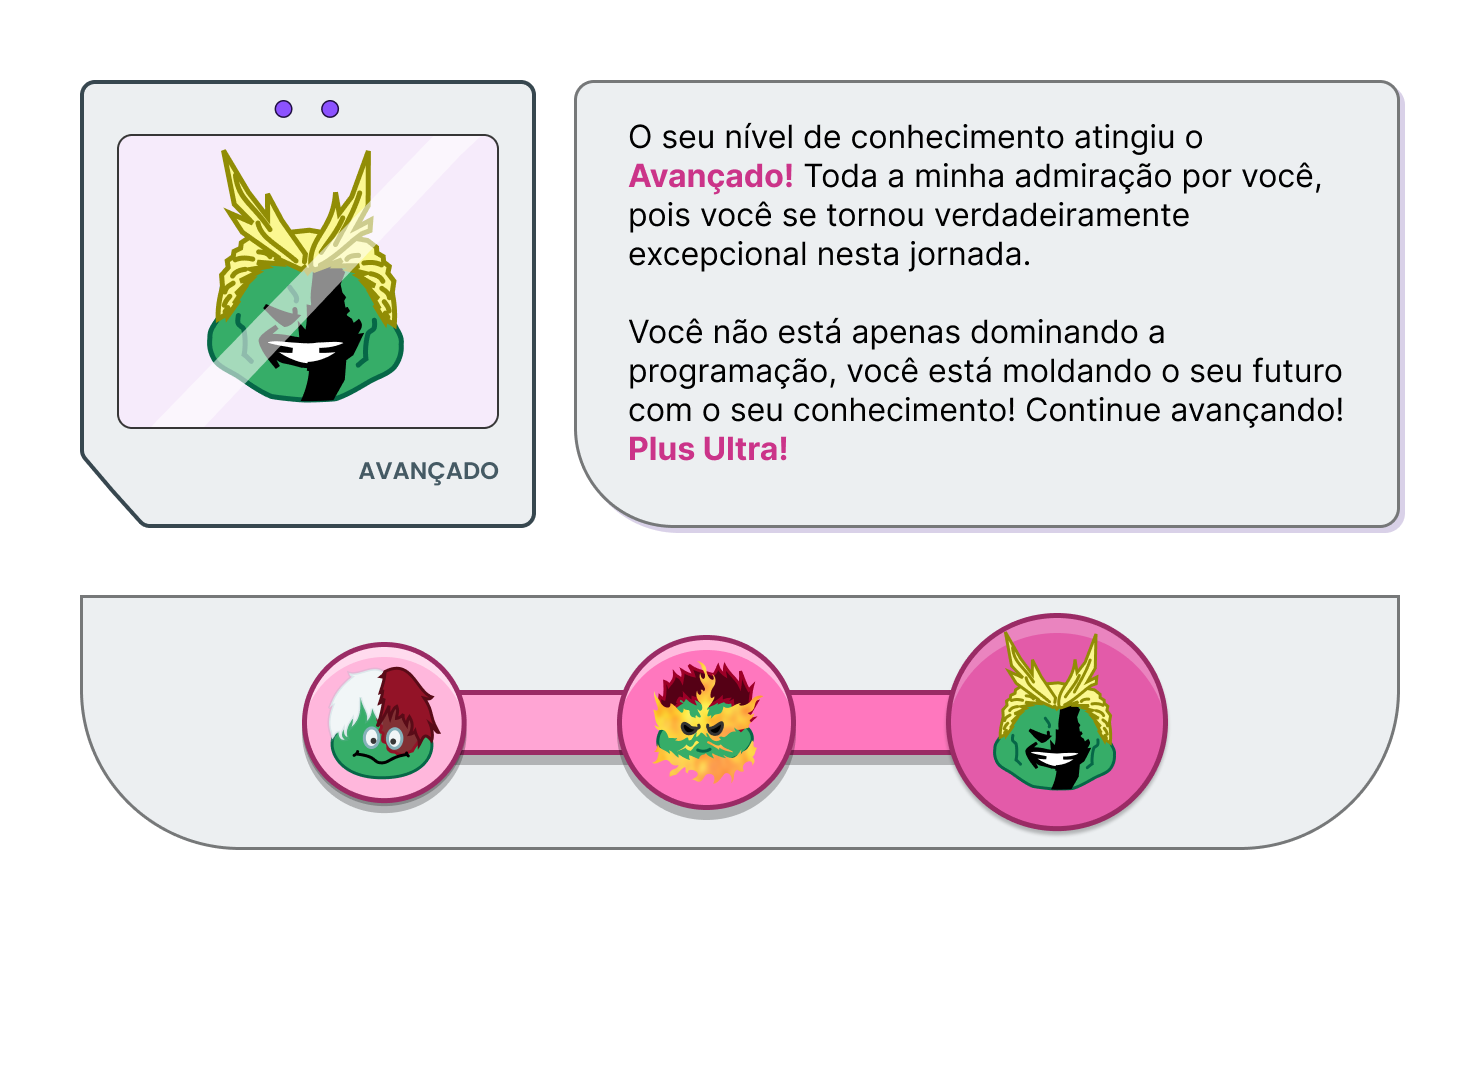 AVANÇADO
O seu nível de conhecimento atingiu o
Avançado! Toda a minha admiração por você,
pois você se tornou verdadeiramente
excepcional nesta jornada.
Você não está apenas dominando a
programação, você está moldando o seu futuro
com o seu conhecimento! Continue avançando!
Plus Ultra!